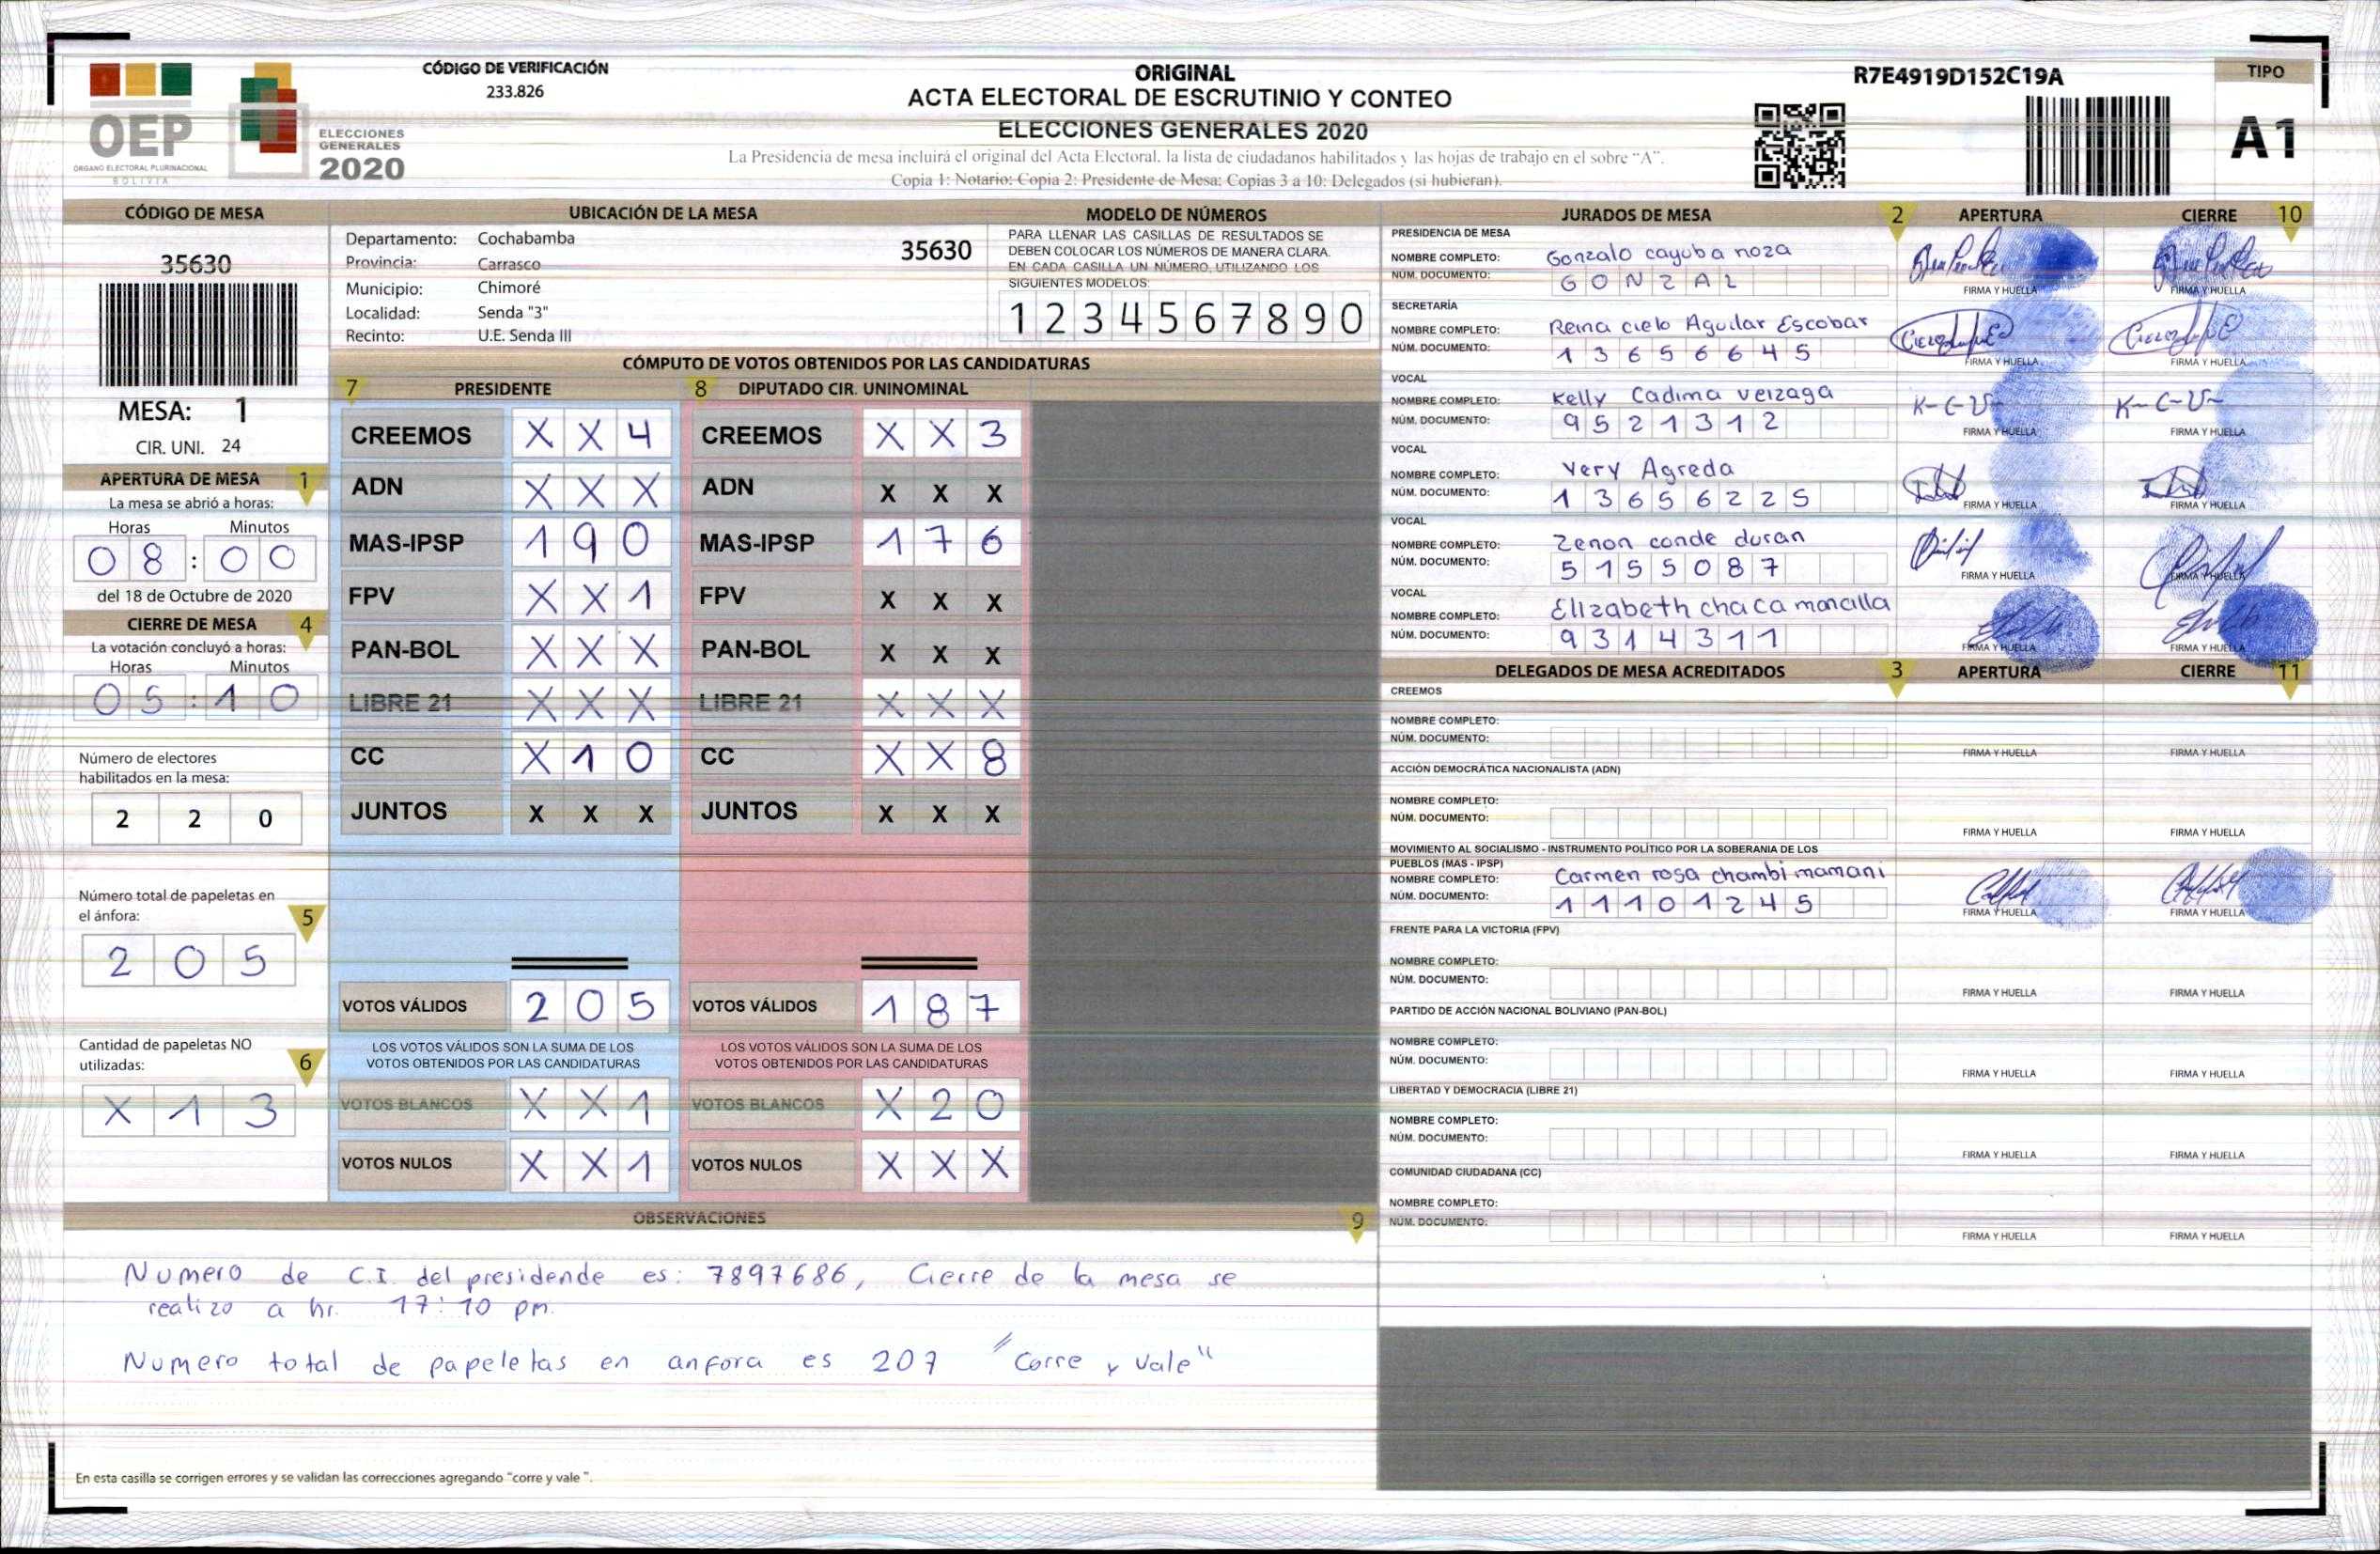 OEP
ÓRGANO ELECTORAL PLURINACIONAL
BOLIVIA
ELECCIONES
GENERALES
2020
CÓDIGO DE VERIFICACIÓN
233.826
ORIGINAL
ACTA ELECTORAL DE ESCRUTINIO Y CONTEO
ELECCIONES GENERALES 2020
La Presidencia de mesa incluirá el original del Acta Electoral, la lista de ciudadanos habilitados y las hojas de trabajo en el sobre "A".
Copia 1: Notario; Copia 2: Presidente de Mesa; Copias 3 a 10: Delegados (si hubieran).
R7E4919D152C19A
TIPO
A1
CÓDIGO DE MESA
35630
MESA: 1
CIR. UNI. 24
APERTURA DE MESA 1
La mesa se abrió a horas:
Horas Minutos
0 8 : 0 0
del 18 de Octubre de 2020
CIERRE DE MESA 4
La votación concluyó a horas:
Horas Minutos
0 5 : 1 0
Número de electores
habilitados en la mesa:
2 2 0
Número total de papeletas en
el ánfora: 5
2 0 5
Cantidad de papeletas NO
utilizadas: 6
X 1 3
UBICACIÓN DE LA MESA
Departamento: Cochabamba
35630
Provincia: Carrasco
Municipio: Chimoré
Localidad: Senda "3"
Recinto: U.E. Senda III
MODELO DE NÚMEROS
PARA LLENAR LAS CASILLAS DE RESULTADOS SE
DEBEN COLOCAR LOS NÚMEROS DE MANERA CLARA.
EN CADA CASILLA UN NÚMERO, UTILIZANDO LOS
SIGUIENTES MODELOS:
1 2 3 4 5 6 7 8 9 0
CÓMPUTO DE VOTOS OBTENIDOS POR LAS CANDIDATURAS
7 PRESIDENTE 8 DIPUTADO CIR. UNINOMINAL
CREEMOS X X 4 CREEMOS X X 3
ADN X X X ADN X X X
MAS-IPSP 1 9 0 MAS-IPSP 1 7 6
FPV X X 1 FPV X X X
PAN-BOL X X X PAN-BOL X X X
LIBRE 21 X X X LIBRE 21 X X X
CC X 1 0 CC X X 8
JUNTOS X X X JUNTOS X X X
VOTOS VÁLIDOS 2 0 5 VOTOS VÁLIDOS 1 8 7
LOS VOTOS VÁLIDOS SON LA SUMA DE LOS LOS VOTOS VÁLIDOS SON LA SUMA DE LOS
VOTOS OBTENIDOS POR LAS CANDIDATURAS VOTOS OBTENIDOS POR LAS CANDIDATURAS
VOTOS BLANCOS X X 1 VOTOS BLANCOS X 2 0
VOTOS NULOS X X 1 VOTOS NULOS X X X
OBSERVACIONES 9
Numero de C.I. del presidende es: 7897686, Cierre de la mesa se
realizo a hr. 17:10 pm.
Numero total de papeletas en anfora es 207 "Corre y Vale"
En esta casilla se corrigen errores y se validan las correcciones agregando "corre y vale ".
JURADOS DE MESA 2 APERTURA CIERRE 10
PRESIDENCIA DE MESA
NOMBRE COMPLETO: Gonzalo cayuba noza
NÚM. DOCUMENTO: G O N Z A L
FIRMA Y HUELLA FIRMA Y HUELLA
SECRETARÍA
NOMBRE COMPLETO: Reina cielo Aguilar Escobar
NÚM. DOCUMENTO: 1 3 6 5 6 6 4 5
FIRMA Y HUELLA FIRMA Y HUELLA
VOCAL
NOMBRE COMPLETO: Kelly Cadima veizaga
NÚM. DOCUMENTO: 9 5 2 1 3 1 2
K-C-V- K-C-V-
FIRMA Y HUELLA FIRMA Y HUELLA
VOCAL
NOMBRE COMPLETO: very Agreda
NÚM. DOCUMENTO: 1 3 6 5 6 2 2 5
FIRMA Y HUELLA FIRMA Y HUELLA
VOCAL
NOMBRE COMPLETO: Zenon conde duran
NÚM. DOCUMENTO: 5 1 5 5 0 8 7
FIRMA Y HUELLA FIRMA Y HUELLA
VOCAL
NOMBRE COMPLETO: Elizabeth chaca mancilla
NÚM. DOCUMENTO: 9 3 1 4 3 1 1
FIRMA Y HUELLA FIRMA Y HUELLA
DELEGADOS DE MESA ACREDITADOS 3 APERTURA CIERRE 11
CREEMOS
NOMBRE COMPLETO:
NÚM. DOCUMENTO:
FIRMA Y HUELLA FIRMA Y HUELLA
ACCIÓN DEMOCRÁTICA NACIONALISTA (ADN)
NOMBRE COMPLETO:
NÚM. DOCUMENTO:
FIRMA Y HUELLA FIRMA Y HUELLA
MOVIMIENTO AL SOCIALISMO - INSTRUMENTO POLÍTICO POR LA SOBERANIA DE LOS
PUEBLOS (MAS - IPSP)
NOMBRE COMPLETO: Carmen rosa chambi mamani
NÚM. DOCUMENTO: 1 1 1 0 1 2 4 5
FIRMA Y HUELLA FIRMA Y HUELLA
FRENTE PARA LA VICTORIA (FPV)
NOMBRE COMPLETO:
NÚM. DOCUMENTO:
FIRMA Y HUELLA FIRMA Y HUELLA
PARTIDO DE ACCIÓN NACIONAL BOLIVIANO (PAN-BOL)
NOMBRE COMPLETO:
NÚM. DOCUMENTO:
FIRMA Y HUELLA FIRMA Y HUELLA
LIBERTAD Y DEMOCRACIA (LIBRE 21)
NOMBRE COMPLETO:
NÚM. DOCUMENTO:
FIRMA Y HUELLA FIRMA Y HUELLA
COMUNIDAD CIUDADANA (CC)
NOMBRE COMPLETO:
NÚM. DOCUMENTO:
FIRMA Y HUELLA FIRMA Y HUELLA